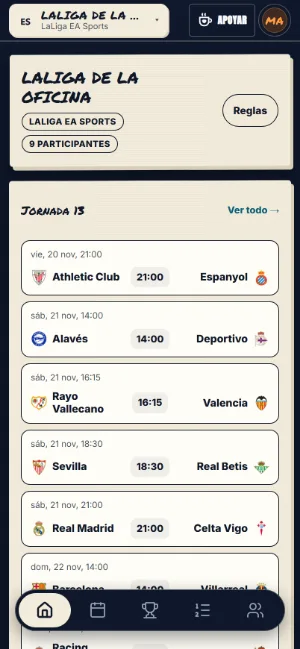 ES
LALIGA DE LA ...
LaLiga EA Sports
APOYAR
MA
LALIGA DE LA
OFICINA
LALIGA EA SPORTS
9 PARTICIPANTES
Reglas
JORNADA 13
Ver todo →
vie, 20 nov, 21:00
Athletic Club 21:00 Espanyol
sáb, 21 nov, 14:00
Alavés 14:00 Deportivo
sáb, 21 nov, 16:15
Rayo
Vallecano 16:15 Valencia
sáb, 21 nov, 18:30
Sevilla 18:30 Real Betis
sáb, 21 nov, 21:00
Real Madrid 21:00 Celta Vigo
dom, 22 nov, 14:00
Barcelona 14:00 Villarreal
Racing